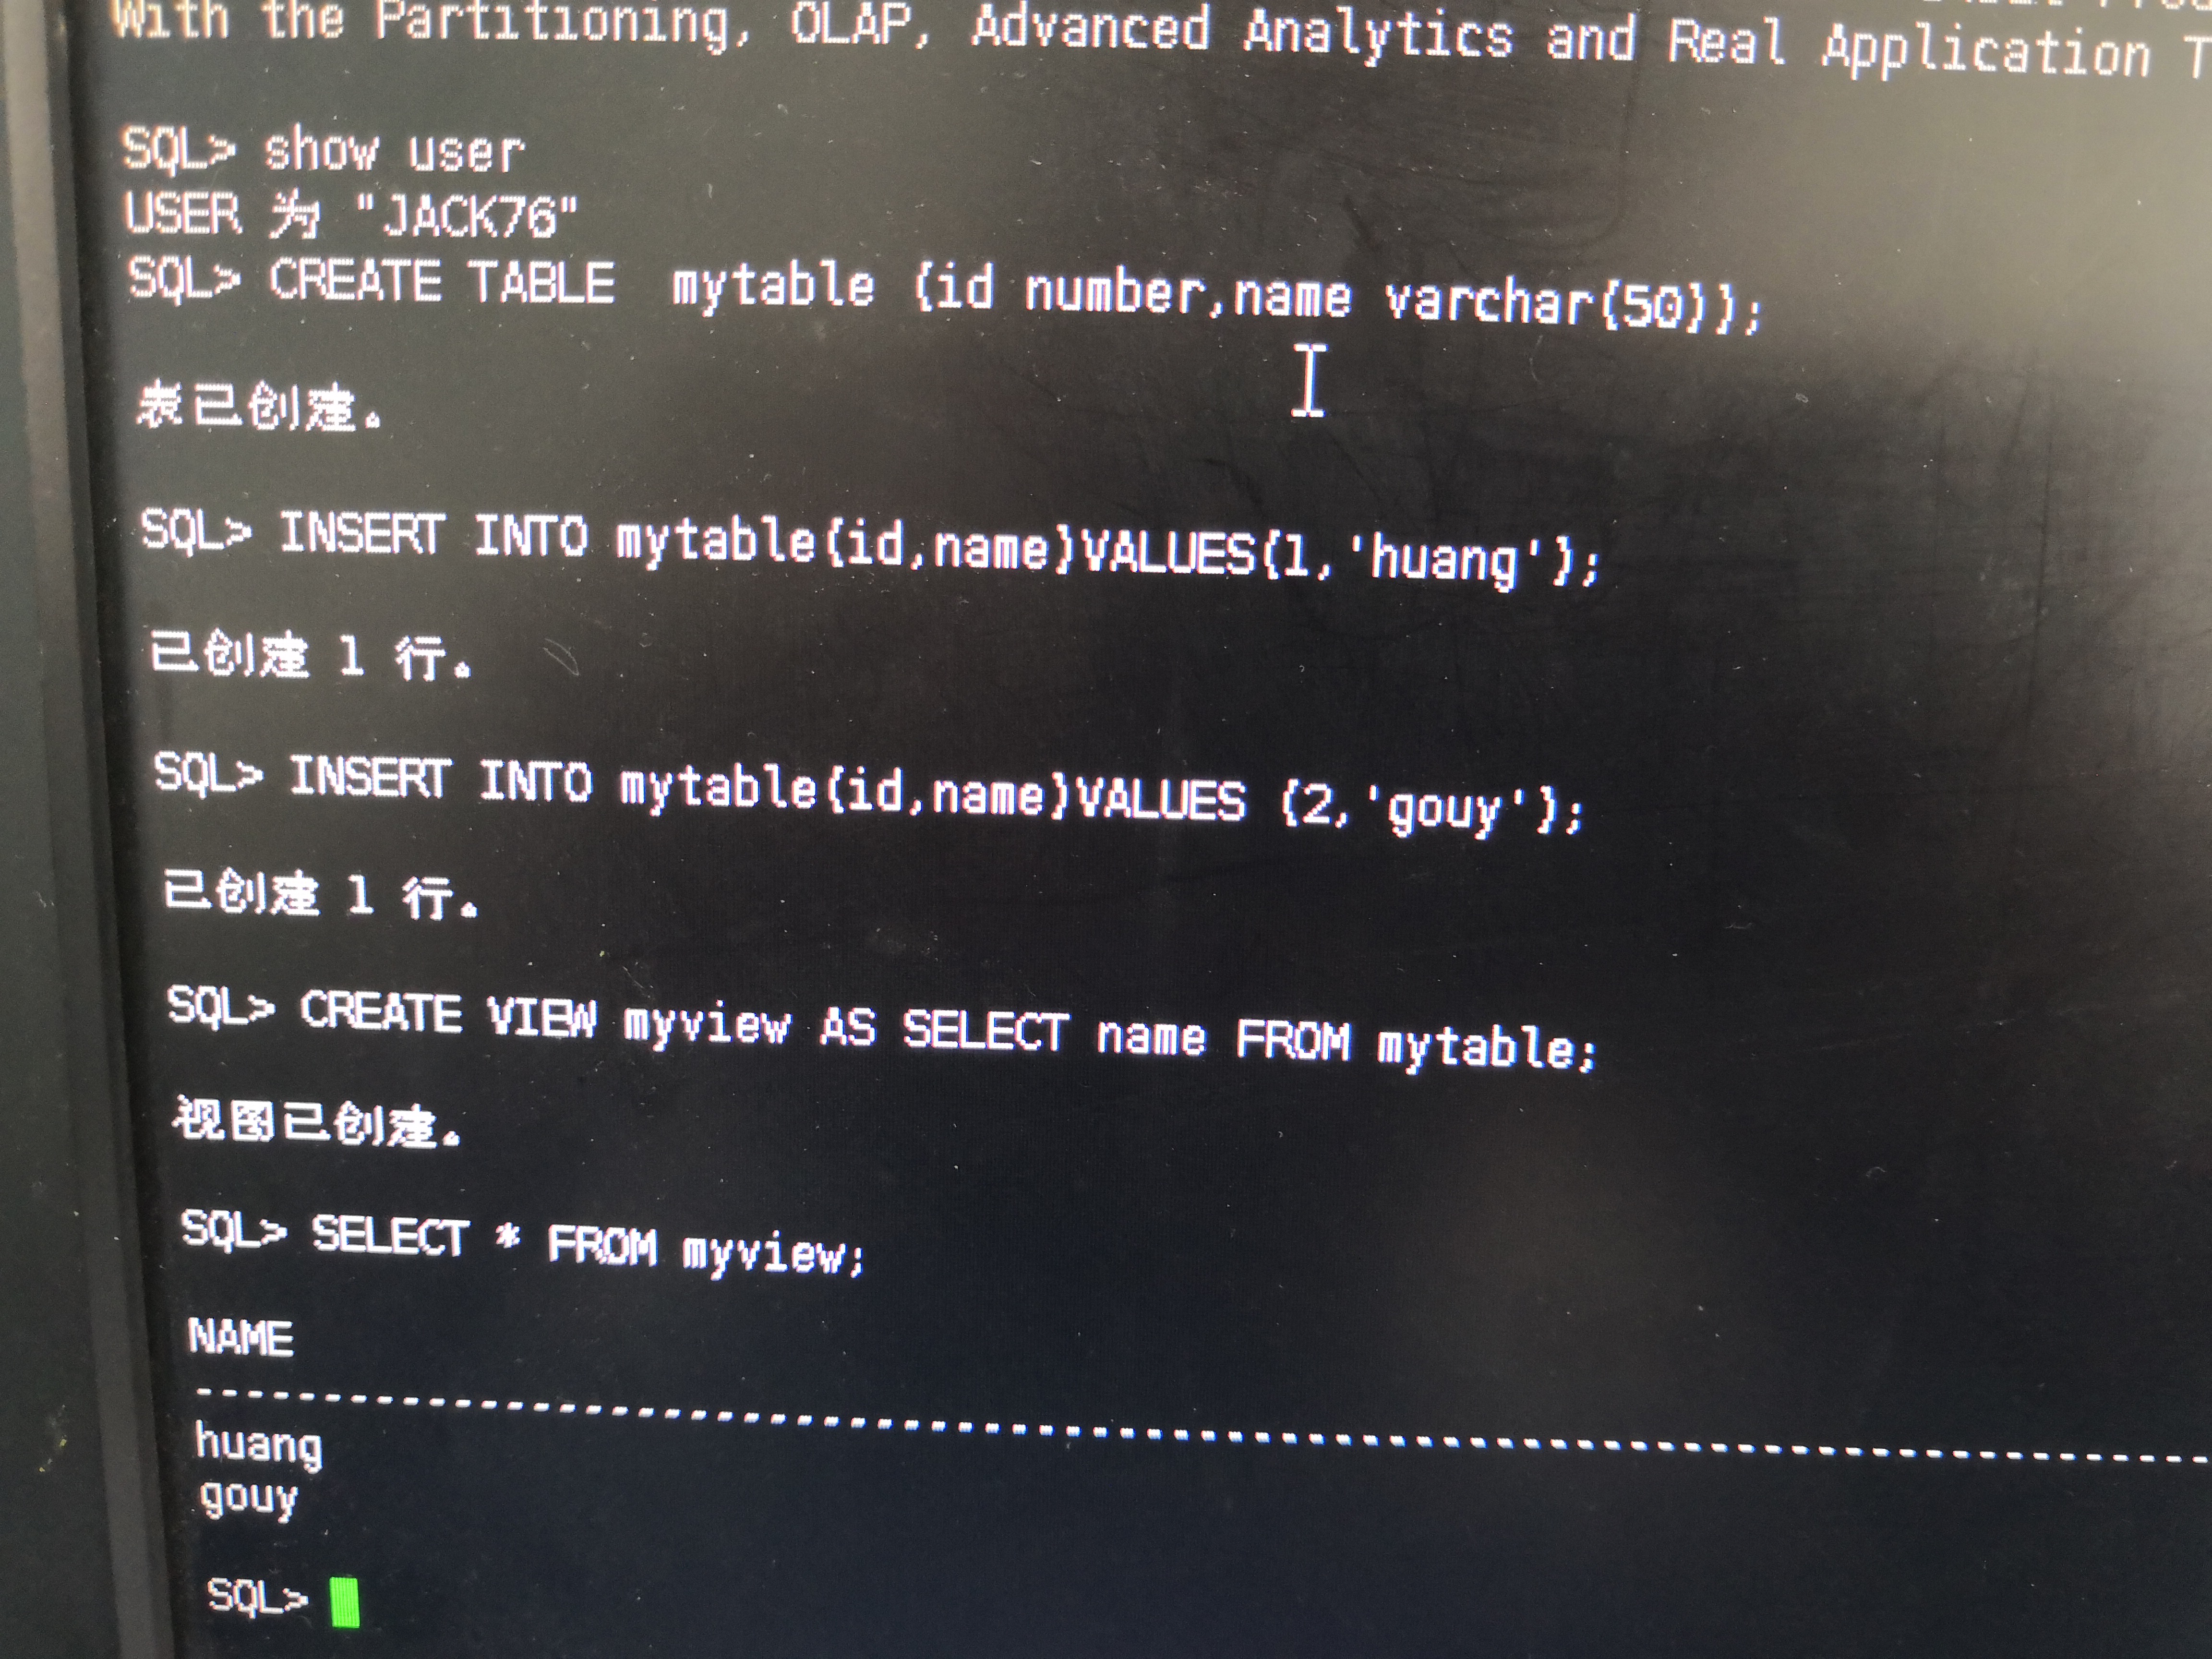 With the Partitioning, OLAP, Advanced Analytics and Real Application T
SQL> show user
USER 为 "JACK76"
SQL> CREATE TABLE  mytable {id number,name varchar{50}};
表已创建。
SQL> INSERT INTO mytable{id,name}VALUES{1,'huang'};
已创建 1 行。
SQL> INSERT INTO mytable{id,name}VALUES {2,'gouy'};
已创建 1 行。
SQL> CREATE VIEW myview AS SELECT name FROM mytable;
视图已创建。
SQL> SELECT * FROM myview;
NAME
--------------------------------------------------------------------------------
huang
gouy
SQL>